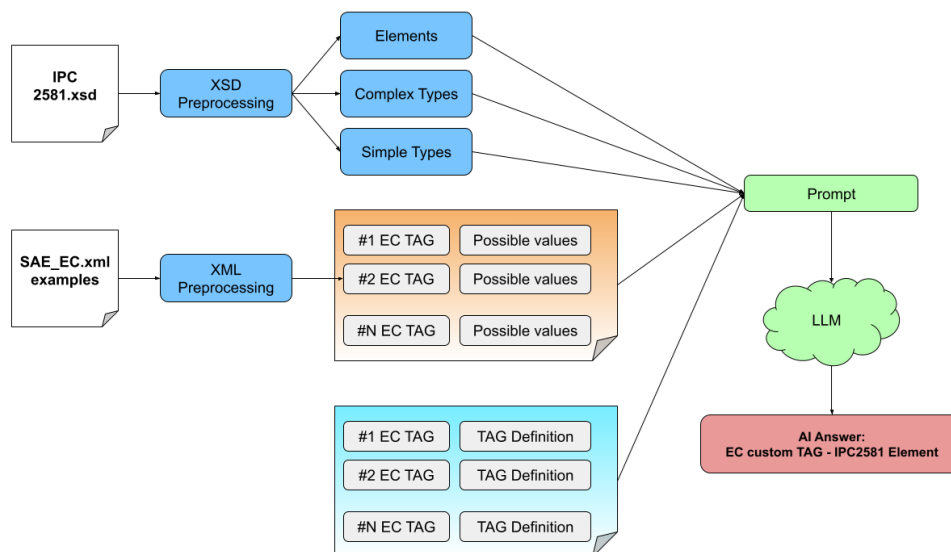 IPC
2581.xsd
XSD
Preprocessing
Elements
Complex Types
Simple Types
Prompt
SAE_EC.xml
examples
XML
Preprocessing
#1 EC TAG
Possible values
#2 EC TAG
Possible values
#N EC TAG
Possible values
LLM
#1 EC TAG
TAG Definition
#2 EC TAG
TAG Definition
#N EC TAG
TAG Definition
AI Answer:
EC custom TAG - IPC2581 Element